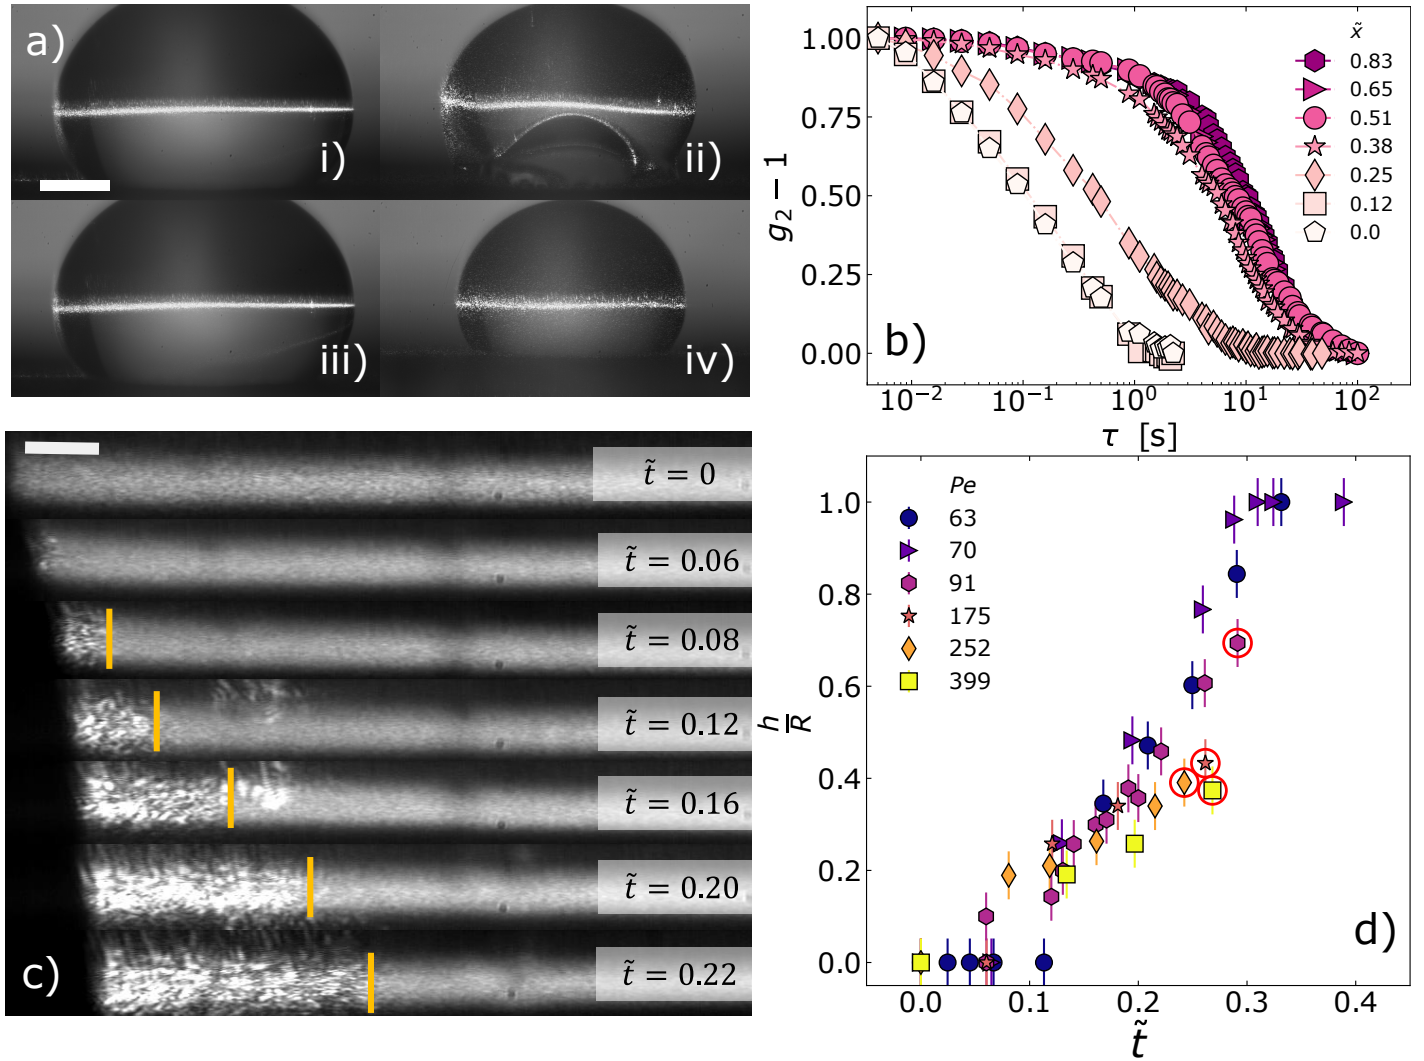 a)
i)
ii)
iii)
iv)
1.00
0.75
0.50
0.25
0.00
g₂ − 1
x̃
0.83
0.65
0.51
0.38
0.25
0.12
0.0
b)
10⁻² 10⁻¹ 10⁰ 10¹ 10²
τ [s]
t̃ = 0
t̃ = 0.06
t̃ = 0.08
t̃ = 0.12
t̃ = 0.16
t̃ = 0.20
t̃ = 0.22
c)
1.0
0.8
0.6
0.4
0.2
0.0
h
R
Pe
63
70
91
175
252
399
d)
0.0 0.1 0.2 0.3 0.4
t̃